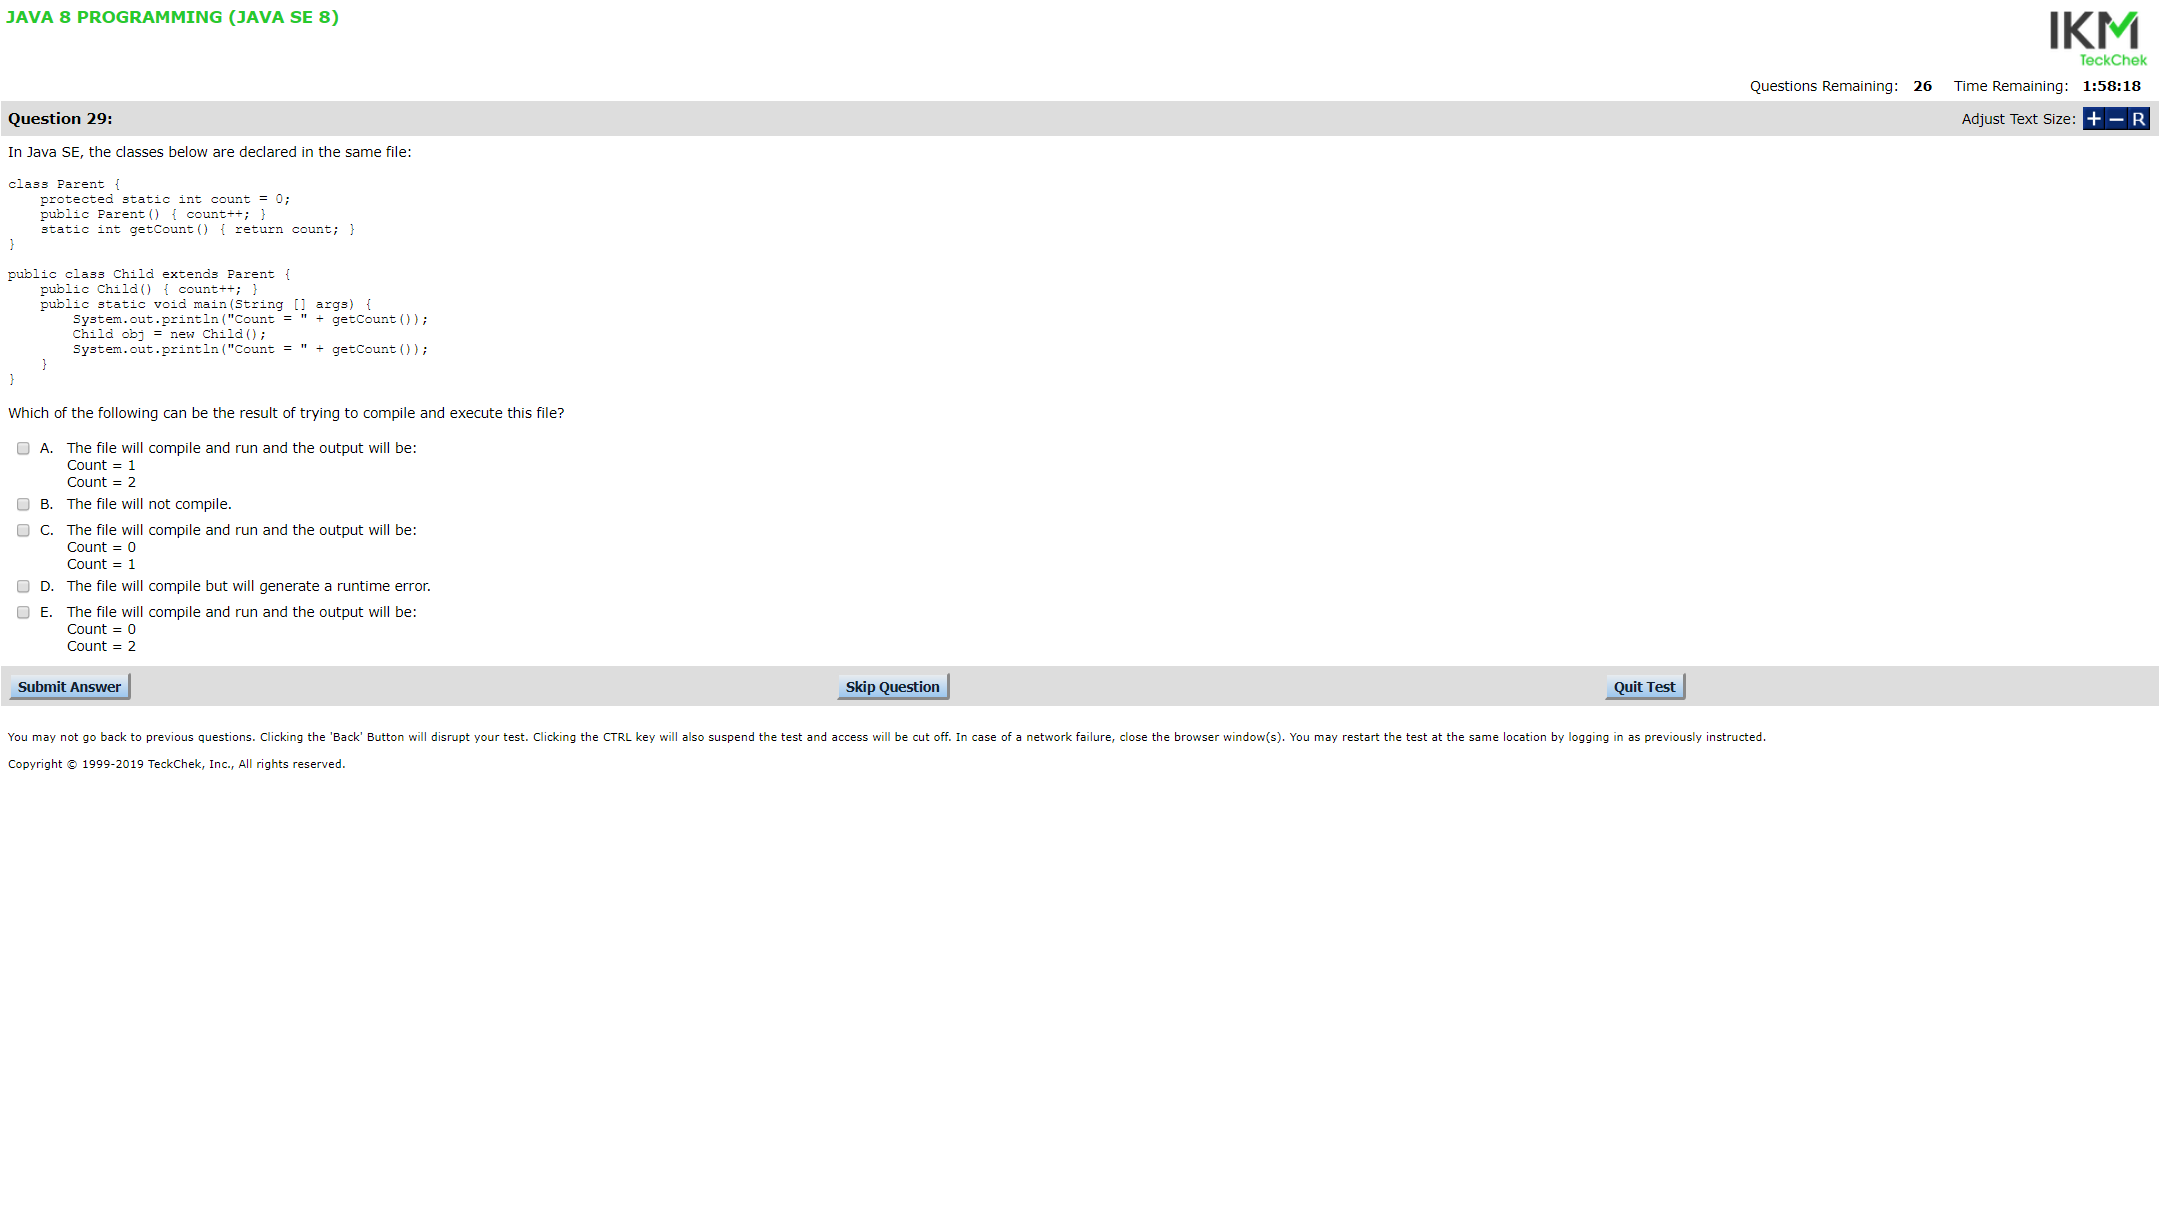 JAVA 8 PROGRAMMING (JAVA SE 8)
IKM
TeckChek
Questions Remaining: 26 Time Remaining: 1:58:18
Question 29:
Adjust Text Size: + − R
In Java SE, the classes below are declared in the same file:
class Parent {
    protected static int count = 0;
    public Parent() { count++; }
    static int getCount() { return count; }
}
public class Child extends Parent {
    public Child() { count++; }
    public static void main(String [] args) {
        System.out.println("Count = " + getCount());
        Child obj = new Child();
        System.out.println("Count = " + getCount());
    }
}
Which of the following can be the result of trying to compile and execute this file?
A. The file will compile and run and the output will be:
Count = 1
Count = 2
B. The file will not compile.
C. The file will compile and run and the output will be:
Count = 0
Count = 1
D. The file will compile but will generate a runtime error.
E. The file will compile and run and the output will be:
Count = 0
Count = 2
Submit Answer Skip Question Quit Test
You may not go back to previous questions. Clicking the 'Back' Button will disrupt your test. Clicking the CTRL key will also suspend the test and access will be cut off. In case of a network failure, close the browser window(s). You may restart the test at the same location by logging in as previously instructed.
Copyright © 1999-2019 TeckChek, Inc., All rights reserved.